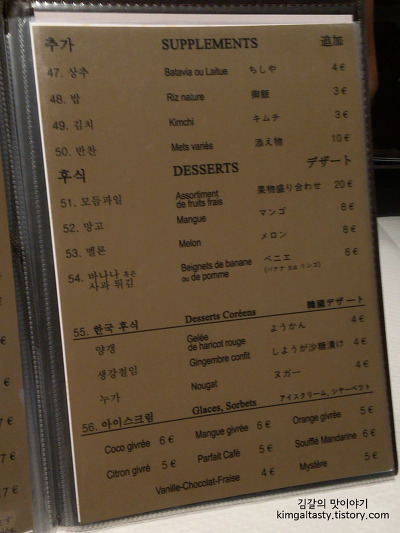 추가 SUPPLEMENTS 追加
47. 상추 Batavia ou Laitue ちしや 4 €
48. 밥 Riz nature 御飯 3 €
49. 김치 Kimchi キムチ 3 €
50. 반찬 Mets variés 添え物 10 €
후식 DESSERTS デザート
51. 모듬과일 Assortiment de fruits frais 果物盛り合わせ 20 €
52. 망고 Mangue マンゴ 8 €
53. 멜론 Melon メロン 8 €
54. 바나나 혹은 사과 튀김 Beignets de banane ou de pomme ベニエ 6 €
(バナナ 又は リンゴ)
55. 한국 후식 Desserts Coréens 韓国デザート
양갱 Gelée de haricot rouge ようかん 4 €
생강절임 Gingembre confit しようが沙糖漬け 4 €
누가 Nougat ヌガー 4 €
56. 아이스크림 Glaces, Sorbets アイスクリーム, シャーベット
Coco givrée 6 € Mangue givrée 6 € Orange givrée 5 €
Citron givré 5 € Parfait Café 5 € Soufflé Mandarine 6 €
Vanille-Chocolat-Fraise 4 € Mystère 5 €
김갈의 맛이야기
kimgaltasty.tistory.com